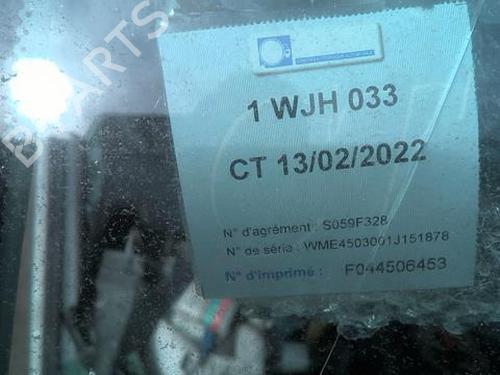 1 WJH 033
CT 13/02/2022
N° d'agrément : S059F328
N° de série : WME4503001J151878
N° d'imprimé : F044506453